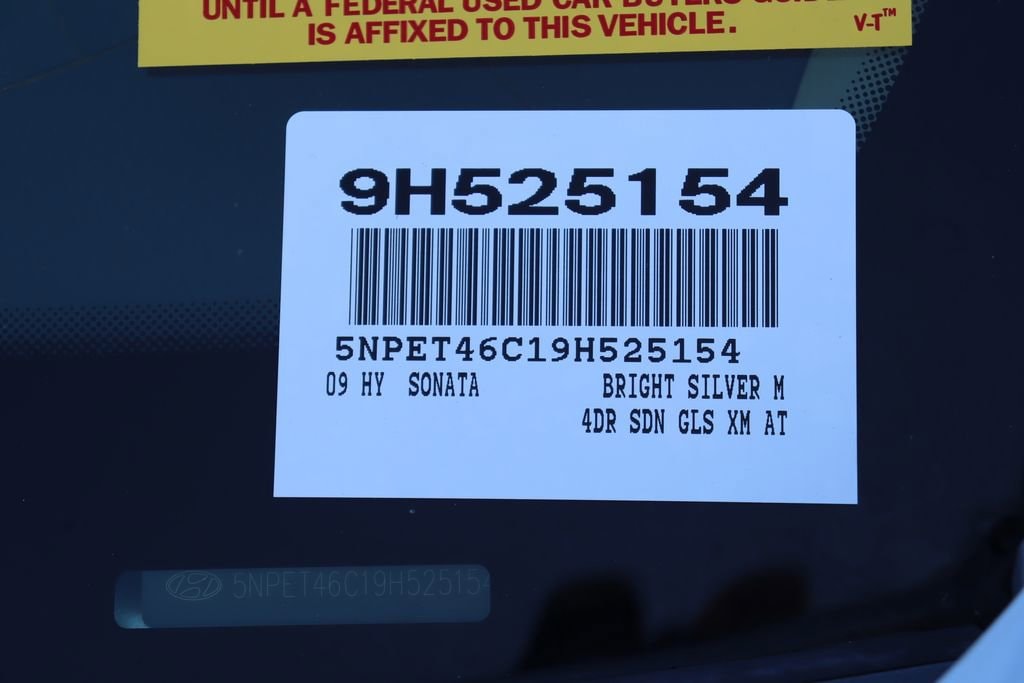 UNTIL A FEDERAL USED CAR BUYERS GUIDE
IS AFFIXED TO THIS VEHICLE.
V-T™
9H525154
5NPET46C19H525154
09 HY SONATA BRIGHT SILVER M
4DR SDN GLS XM AT
5NPET46C19H525154